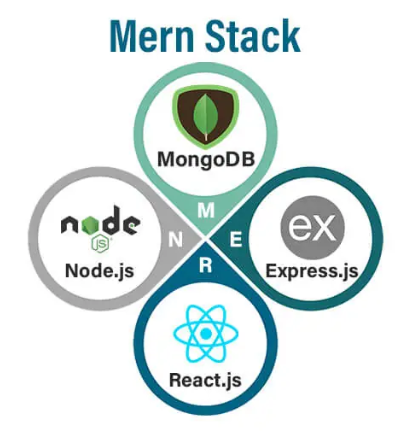 Mern Stack
MongoDB
M
node
JS
Node.js
N
E
ex
Express.js
R
React.js